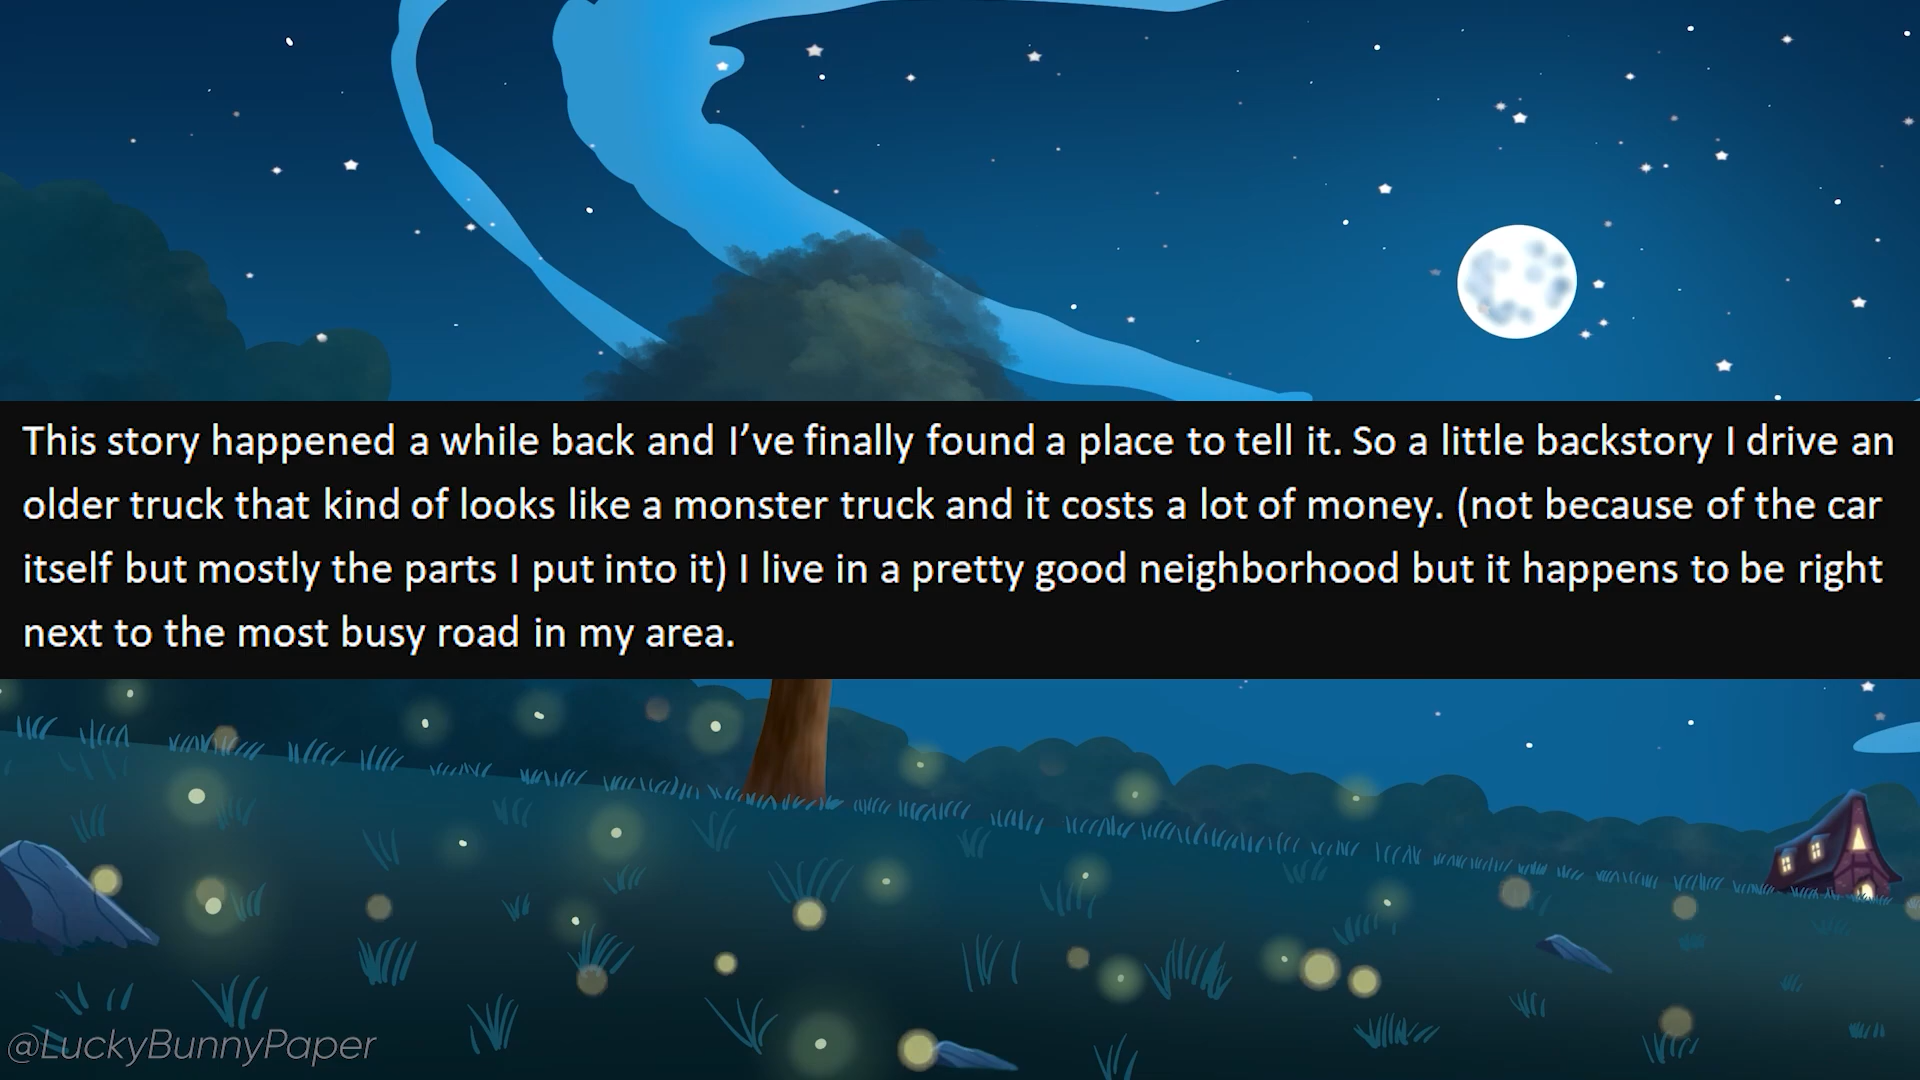 This story happened a while back and I’ve finally found a place to tell it. So a little backstory I drive an
older truck that kind of looks like a monster truck and it costs a lot of money. (not because of the car
itself but mostly the parts I put into it) I live in a pretty good neighborhood but it happens to be right
next to the most busy road in my area.
@LuckyBunnyPaper